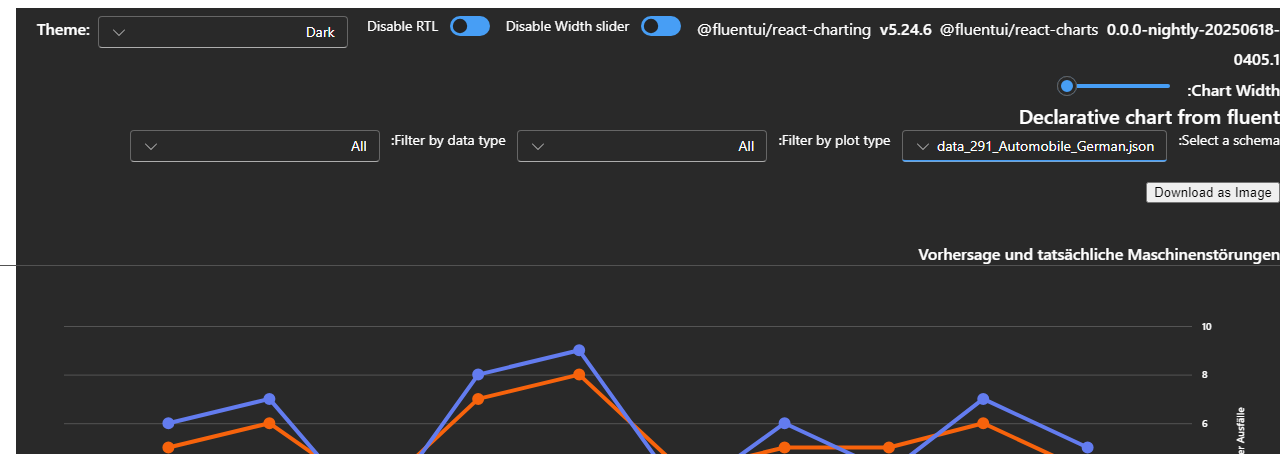 Theme: Dark Disable RTL Disable Width slider @fluentui/react-charting v5.24.6 @fluentui/react-charts 0.0.0-nightly-20250618-
0405.1
:Chart Width
Declarative chart from fluent
:Select a schema data_291_Automobile_German.json :Filter by plot type All :Filter by data type All
Download as Image
Vorhersage und tatsächliche Maschinenstörungen
10
8
6
er Ausfälle